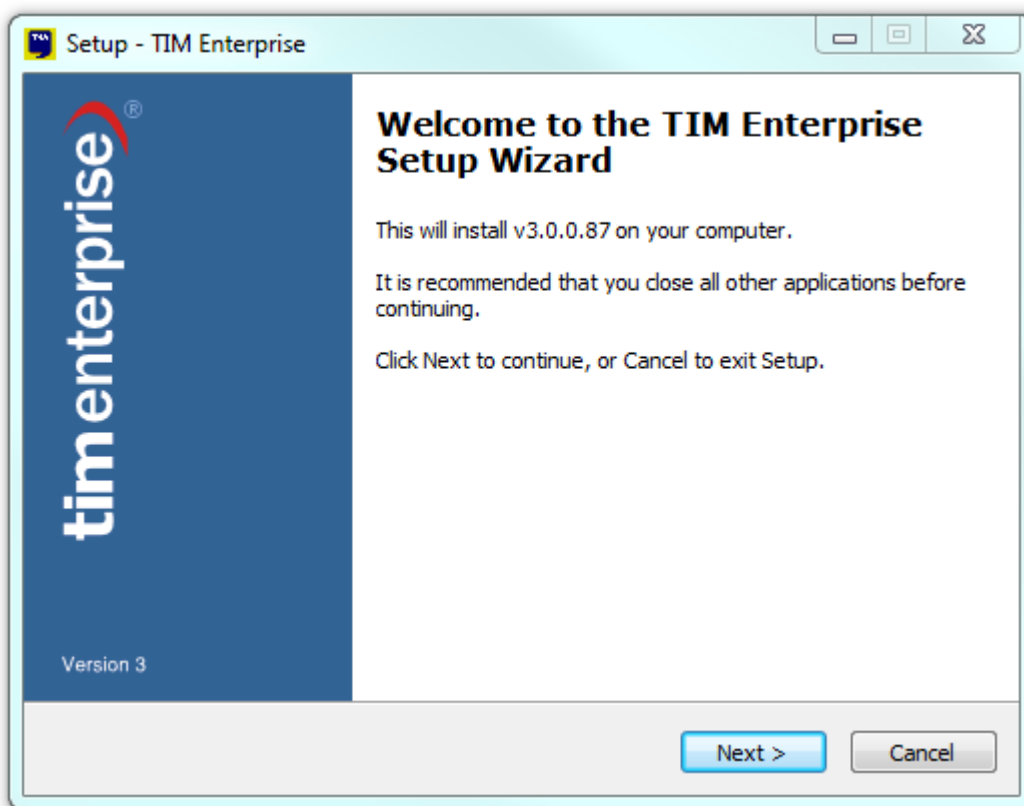 Setup - TIM Enterprise
timenterprise®
Version 3
Welcome to the TIM Enterprise
Setup Wizard
This will install v3.0.0.87 on your computer.
It is recommended that you close all other applications before
continuing.
Click Next to continue, or Cancel to exit Setup.
Next >
Cancel